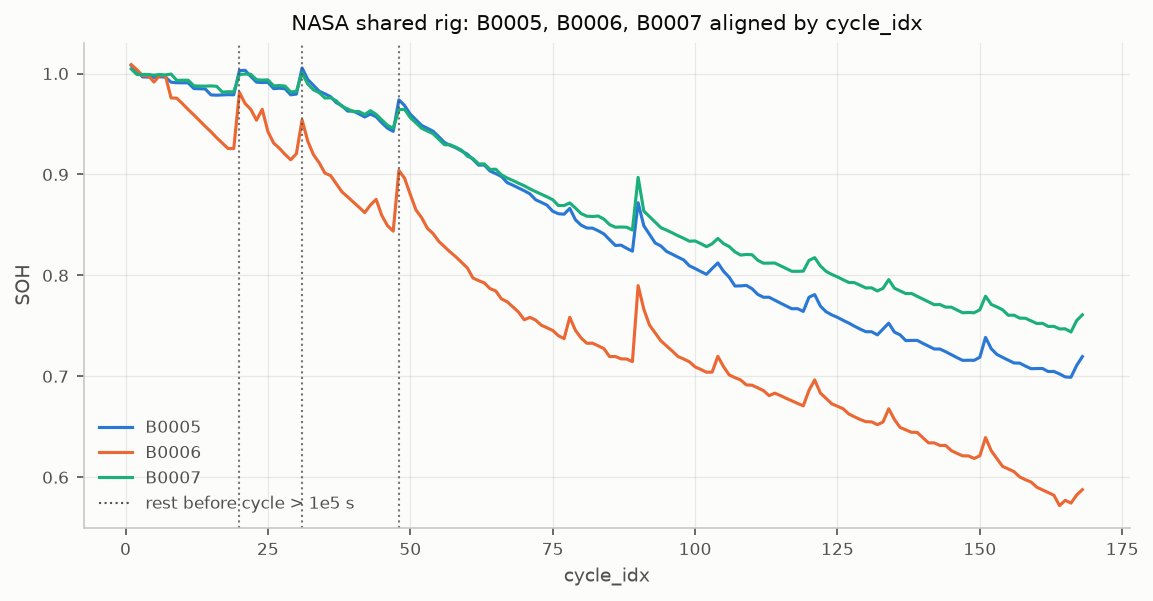 NASA shared rig: B0005, B0006, B0007 aligned by cycle_idx
SOH
1.0
0.9
0.8
0.7
0.6
B0005
B0006
B0007
rest before cycle > 1e5 s
0 25 50 75 100 125 150 175
cycle_idx